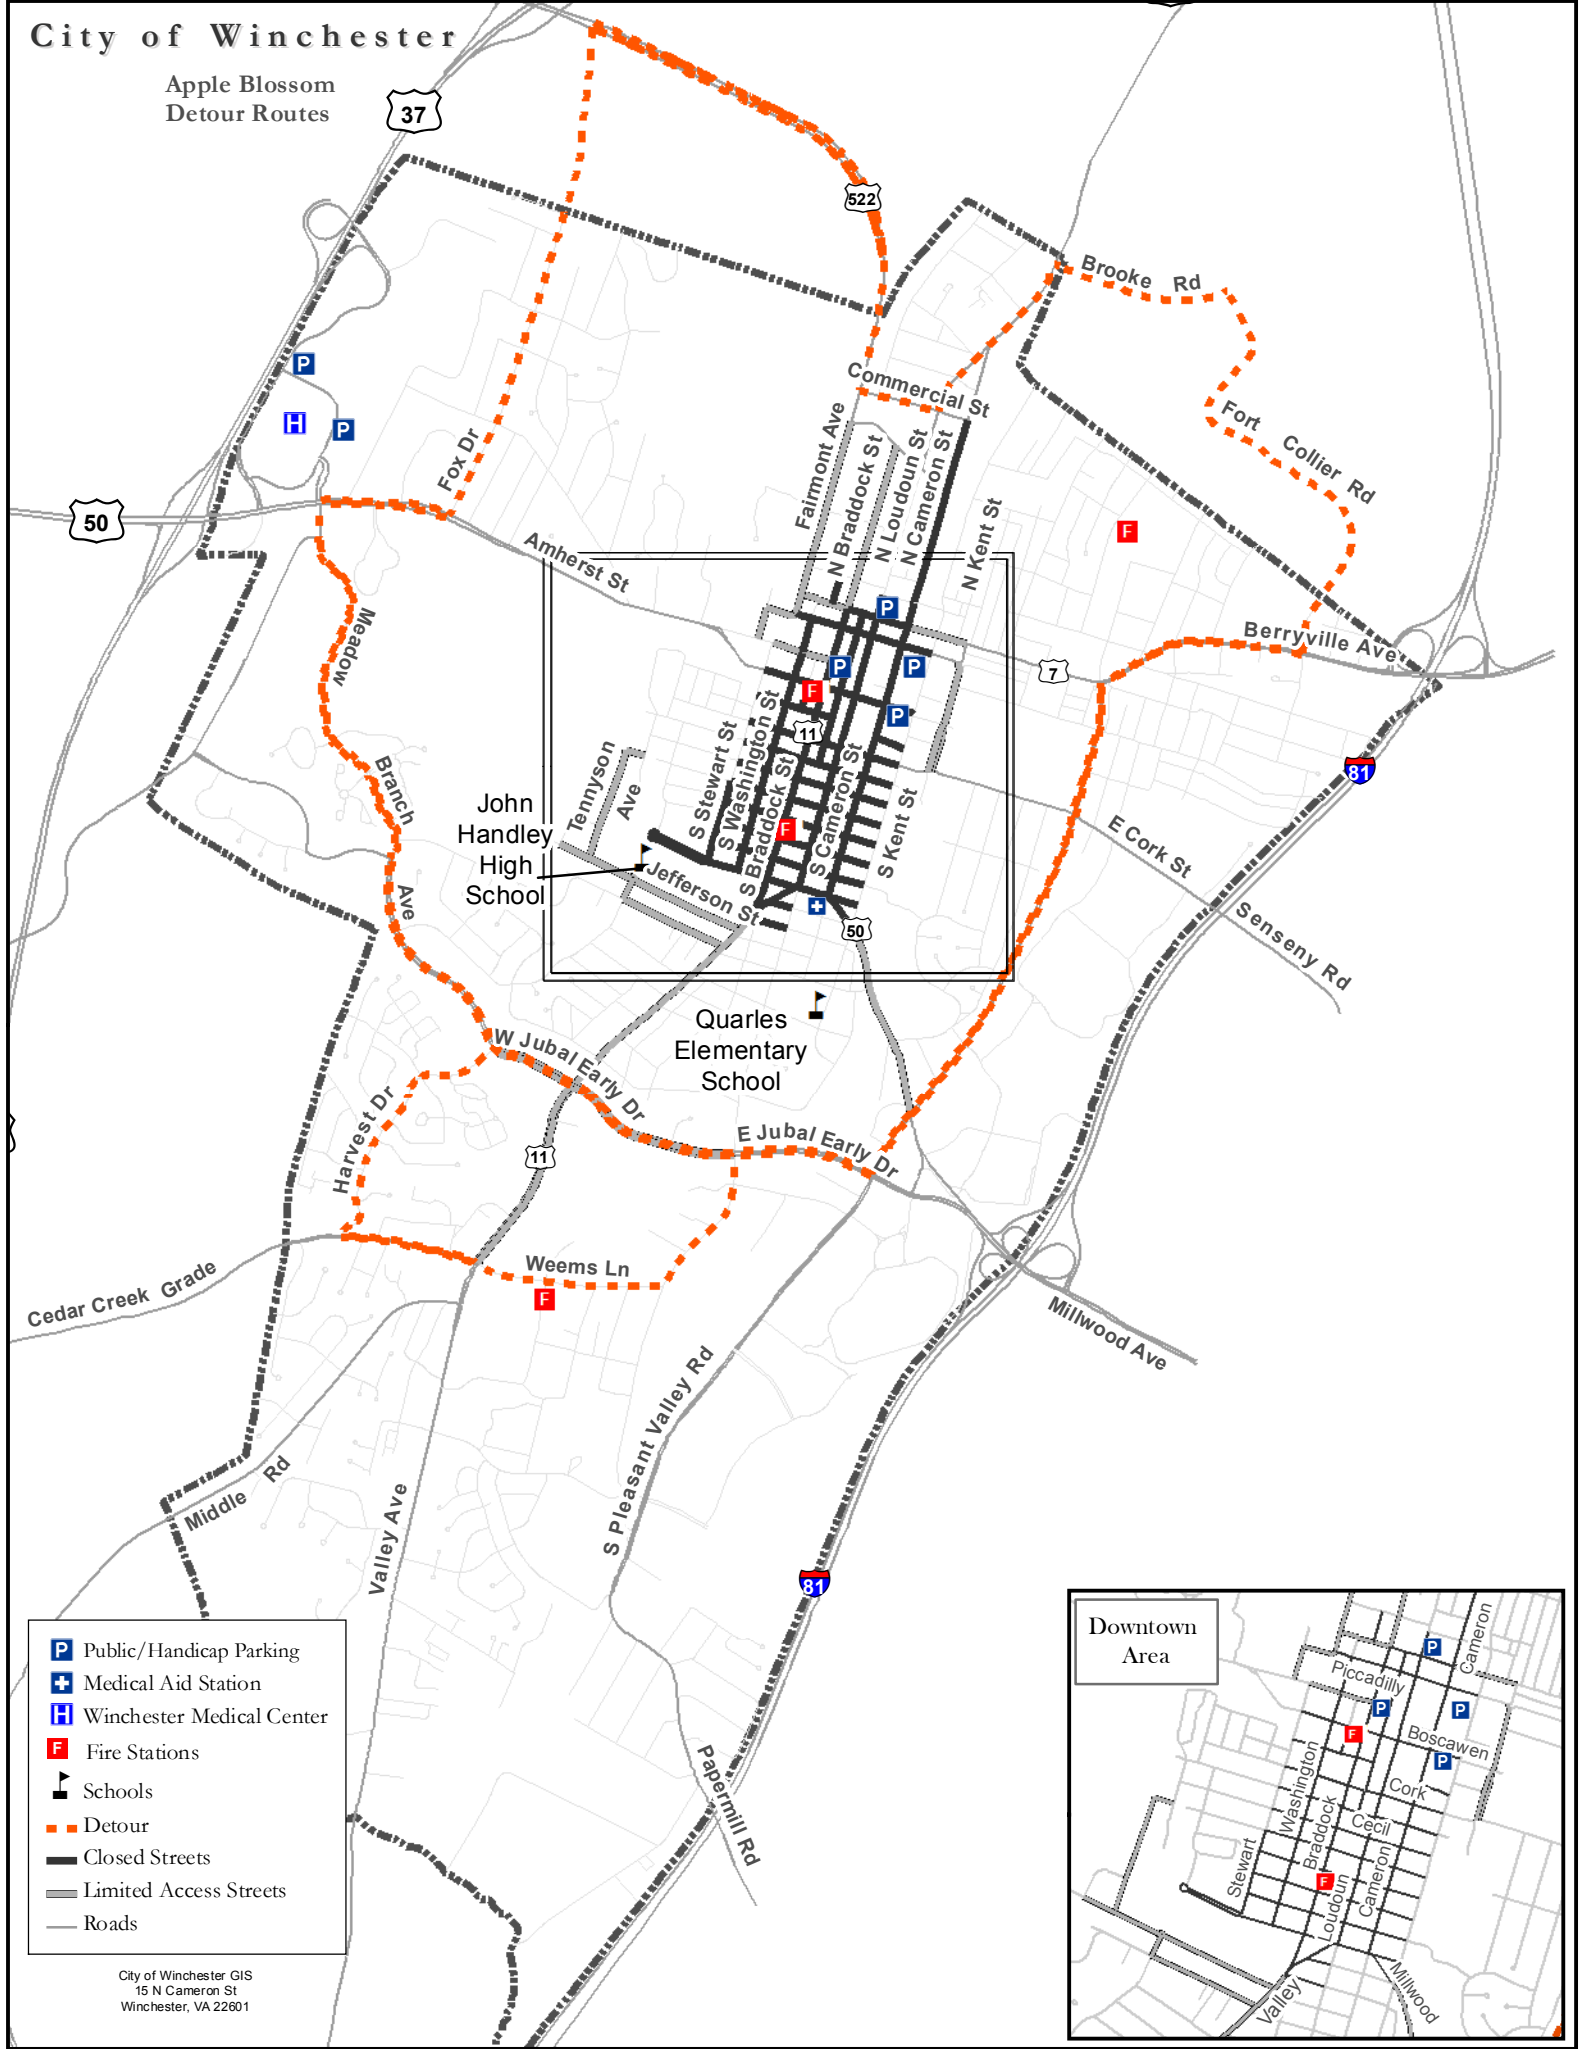 City of Winchester
Apple Blossom
Detour Routes
37
522
Brooke Rd
Commercial St
Fort Collier Rd
P
H
P
Fox Dr
Fairmont Ave
N Braddock St
N Loudoun St
N Cameron St
N Kent St
50
F
Amherst St
P
Meadow
Branch
Ave
Berryville Ave
P
P
7
F
P
11
81
Tennyson
Ave
S Stewart St
S Washington St
S Braddock St
S Cameron St
S Kent St
John
Handley
High
School
F
E Cork St
Jefferson St
50
Senseny Rd
Quarles
Elementary
School
W Jubal Early Dr
Harvest Dr
E Jubal Early Dr
11
Weems Ln
F
Cedar Creek Grade
Millwood Ave
S Pleasant Valley Rd
Middle Rd
Valley Ave
81
Papermill Rd
P Public/Handicap Parking
Medical Aid Station
H Winchester Medical Center
F Fire Stations
Schools
Detour
Closed Streets
Limited Access Streets
Roads
City of Winchester GIS
15 N Cameron St
Winchester, VA 22601
Downtown
Area
Cameron
P
Piccadilly
P
P
F
Boscawen
P
Washington
Cork
Braddock
Cecil
Stewart
F
Loudoun
Cameron
Valley
Millwood